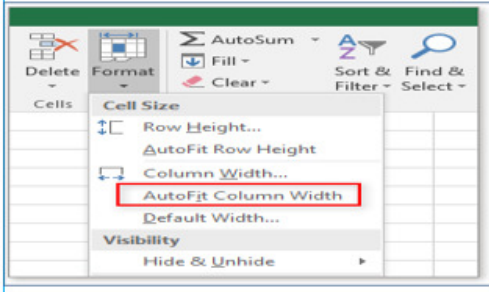 Delete Format
AutoSum
Fill
Clear
Sort & Filter
Find & Select
Cells
Cell Size
Row Height...
AutoFit Row Height
Column Width...
AutoFit Column Width
Default Width...
Visibility
Hide & Unhide